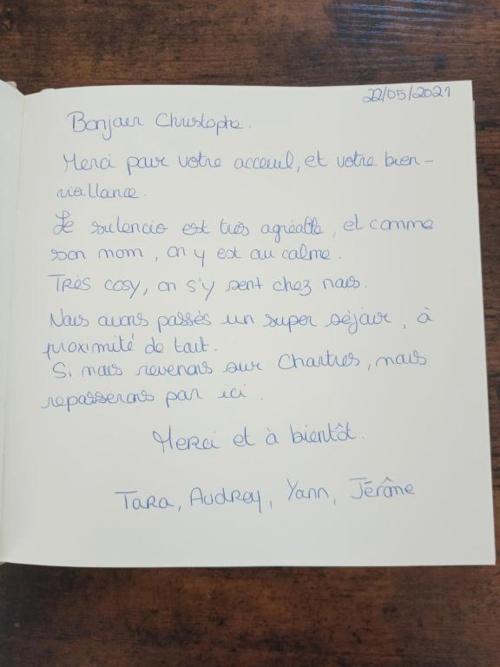 22/05/2021
Bonjour Christophe.
Merci pour votre acceuil, et votre bien-
viellance.
Le silencio est très agréable, et comme
son nom, on y est au calme.
Très cosy, on s'y sent chez nous.
Nous avons passés un super séjour, à
proximité de tout.
Si nous revenons sur Chartres, nous
repasserons par ici.
Merci et à bientôt.
Tara, Audrey, Yann, Jérôme